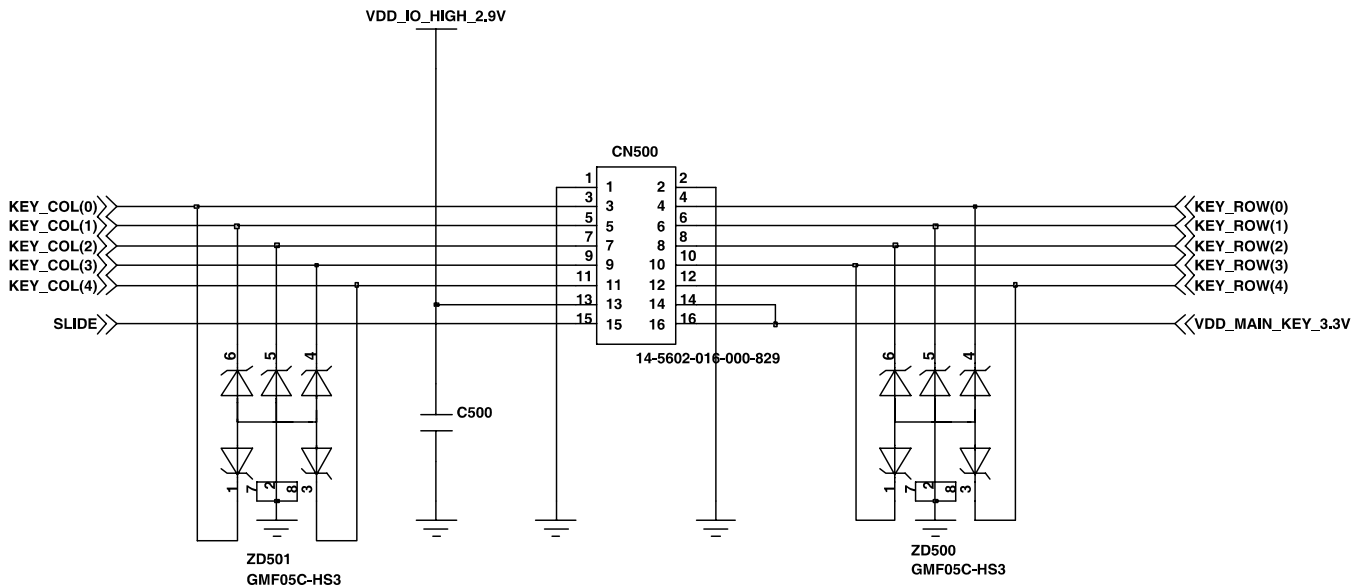 VDD_IO_HIGH_2.9V
CN500
1 1 2 2
KEY_COL(0) 3 3 4 4 KEY_ROW(0)
KEY_COL(1) 5 5 6 6 KEY_ROW(1)
KEY_COL(2) 7 7 8 8 KEY_ROW(2)
KEY_COL(3) 9 9 10 10 KEY_ROW(3)
KEY_COL(4) 11 11 12 12 KEY_ROW(4)
13 13 14 14
SLIDE 15 15 16 16 VDD_MAIN_KEY_3.3V
14-5602-016-000-829
6 5 4 6 5 4
C500
1 7 2 8 3 1 7 2 8 3
ZD501 ZD500
GMF05C-HS3 GMF05C-HS3